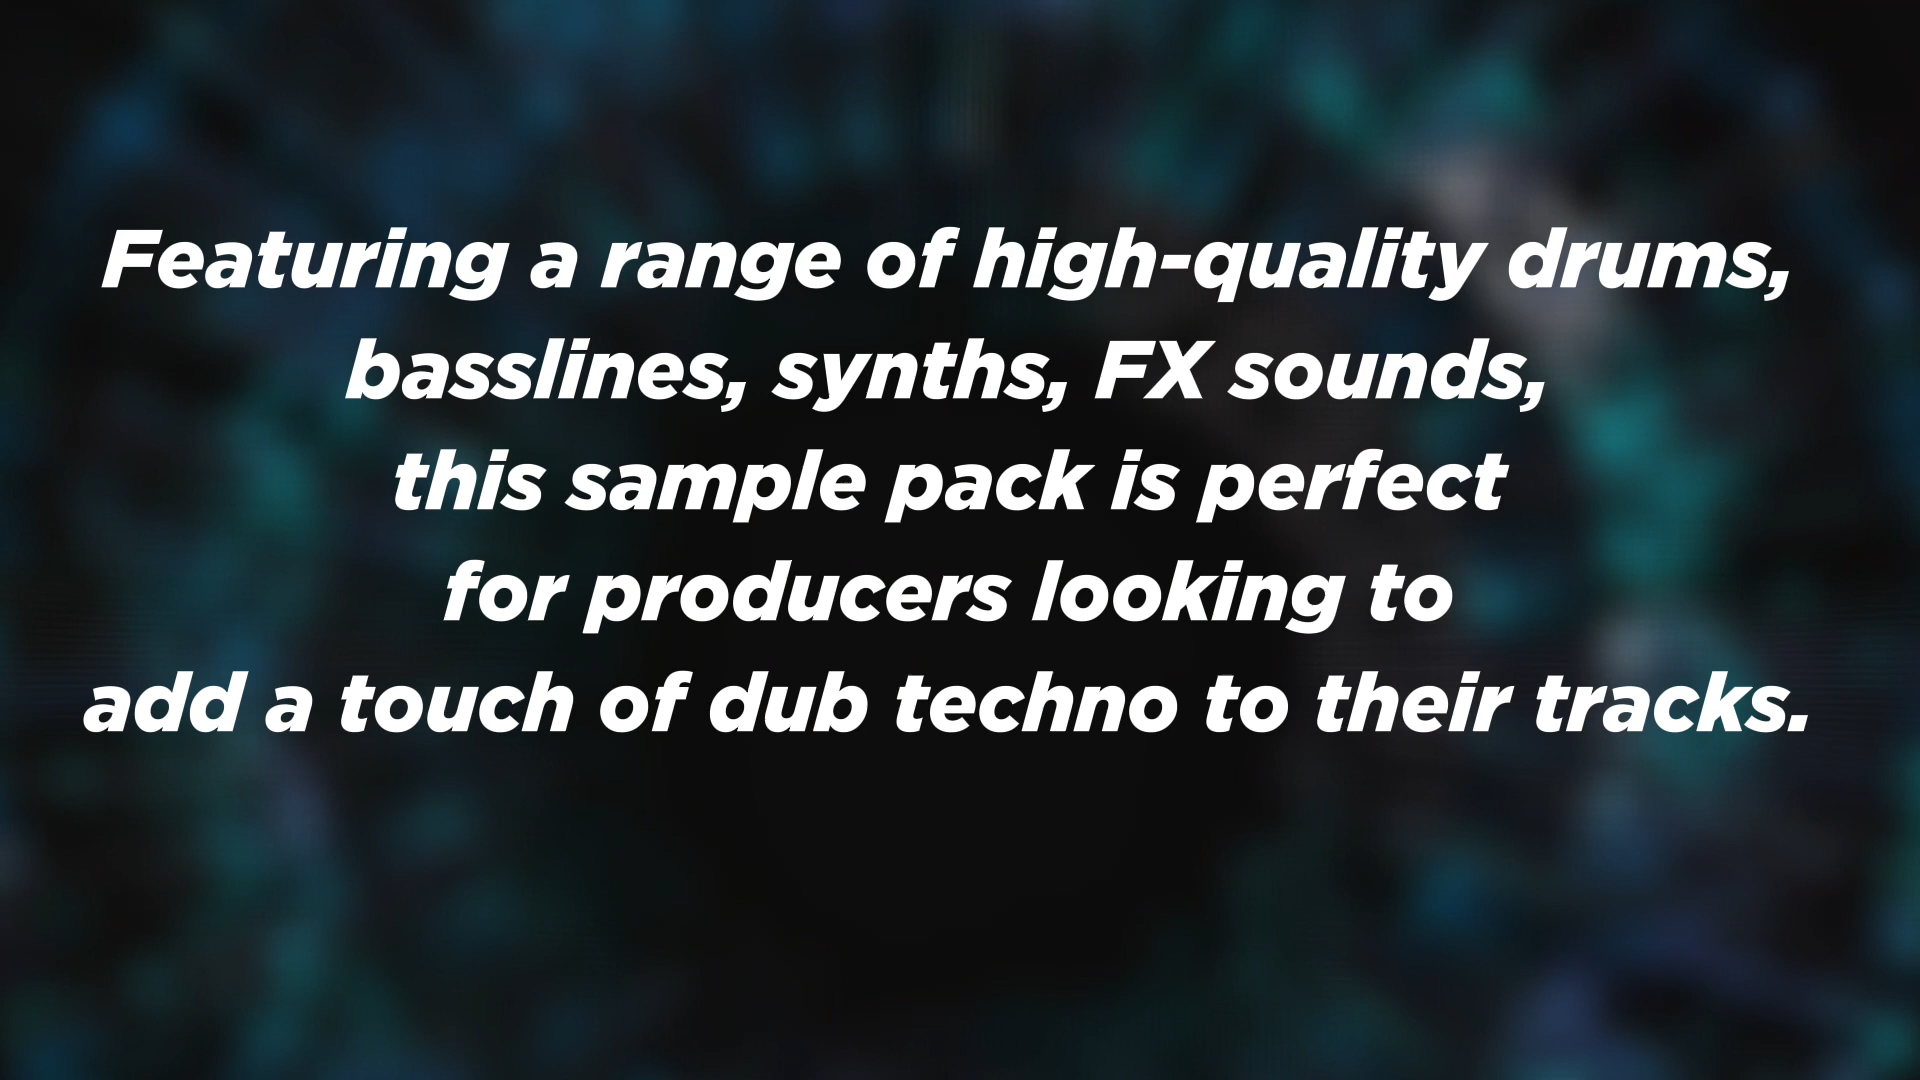 Featuring a range of high-quality drums,
basslines, synths, FX sounds,
this sample pack is perfect
for producers looking to
add a touch of dub techno to their tracks.